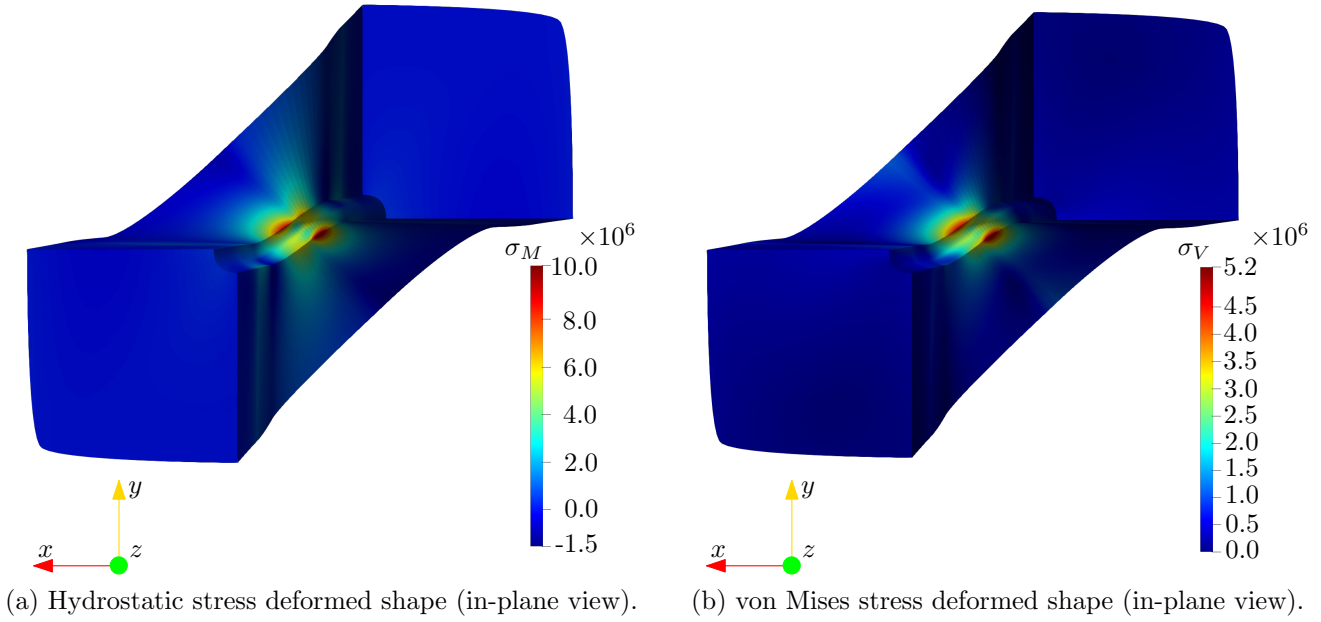 σ_M ×10^6
10.0
8.0
6.0
4.0
2.0
0.0
-1.5
y
x
z
σ_V ×10^6
5.2
4.5
4.0
3.5
3.0
2.5
2.0
1.5
1.0
0.5
0.0
y
x
z
(a) Hydrostatic stress deformed shape (in-plane view).
(b) von Mises stress deformed shape (in-plane view).